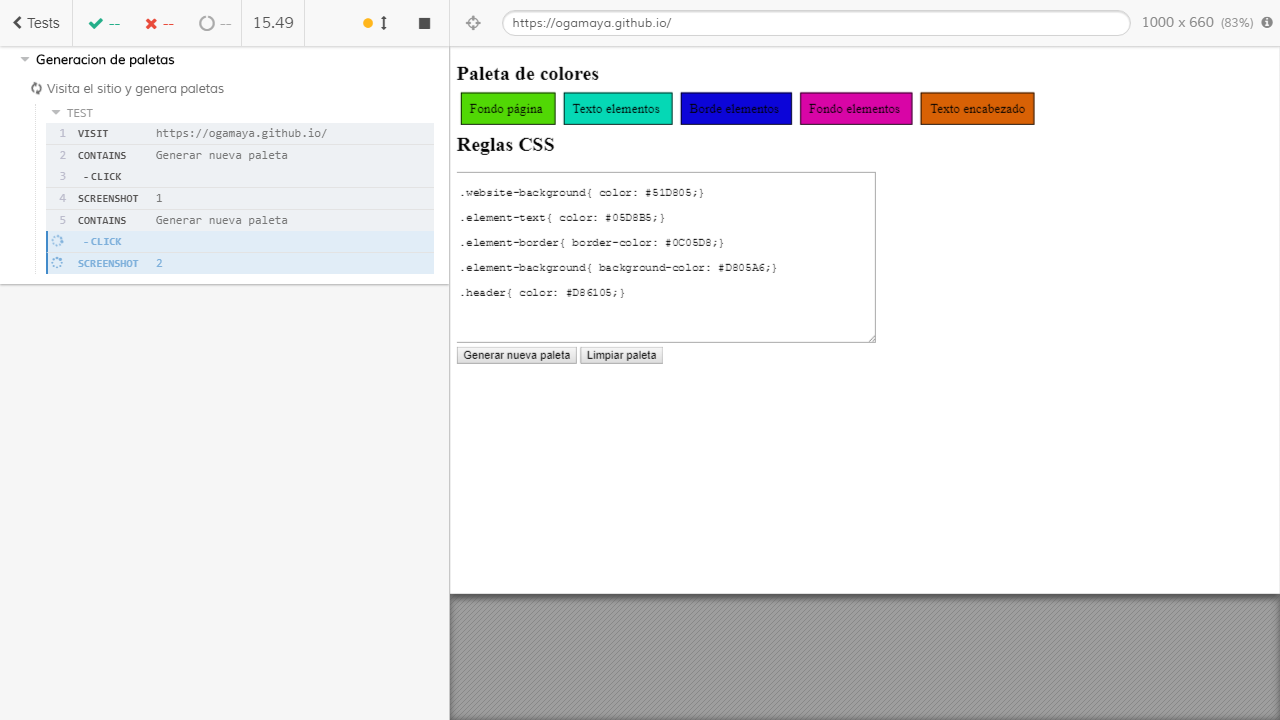 Tests -- -- -- 15.49
Generacion de paletas
Visita el sitio y genera paletas
TEST
1 VISIT https://ogamaya.github.io/
2 CONTAINS Generar nueva paleta
3 - CLICK
4 SCREENSHOT 1
5 CONTAINS Generar nueva paleta
- CLICK
SCREENSHOT 2
https://ogamaya.github.io/ 1000 x 660 (83%)
Paleta de colores
Fondo página Texto elementos Borde elementos Fondo elementos Texto encabezado
Reglas CSS
.website-background{ color: #51D805;}
.element-text{ color: #05D8B5;}
.element-border{ border-color: #0C05D8;}
.element-background{ background-color: #D805A6;}
.header{ color: #D86105;}
Generar nueva paleta Limpiar paleta